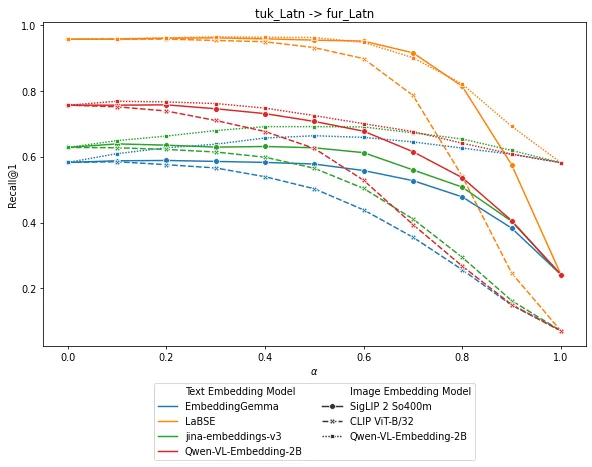 tuk_Latn -> fur_Latn
Recall@1
1.0
0.8
0.6
0.4
0.2
0.0 0.2 0.4 0.6 0.8 1.0
α
Text Embedding Model Image Embedding Model
EmbeddingGemma SigLIP 2 So400m
LaBSE CLIP ViT-B/32
jina-embeddings-v3 Qwen-VL-Embedding-2B
Qwen-VL-Embedding-2B